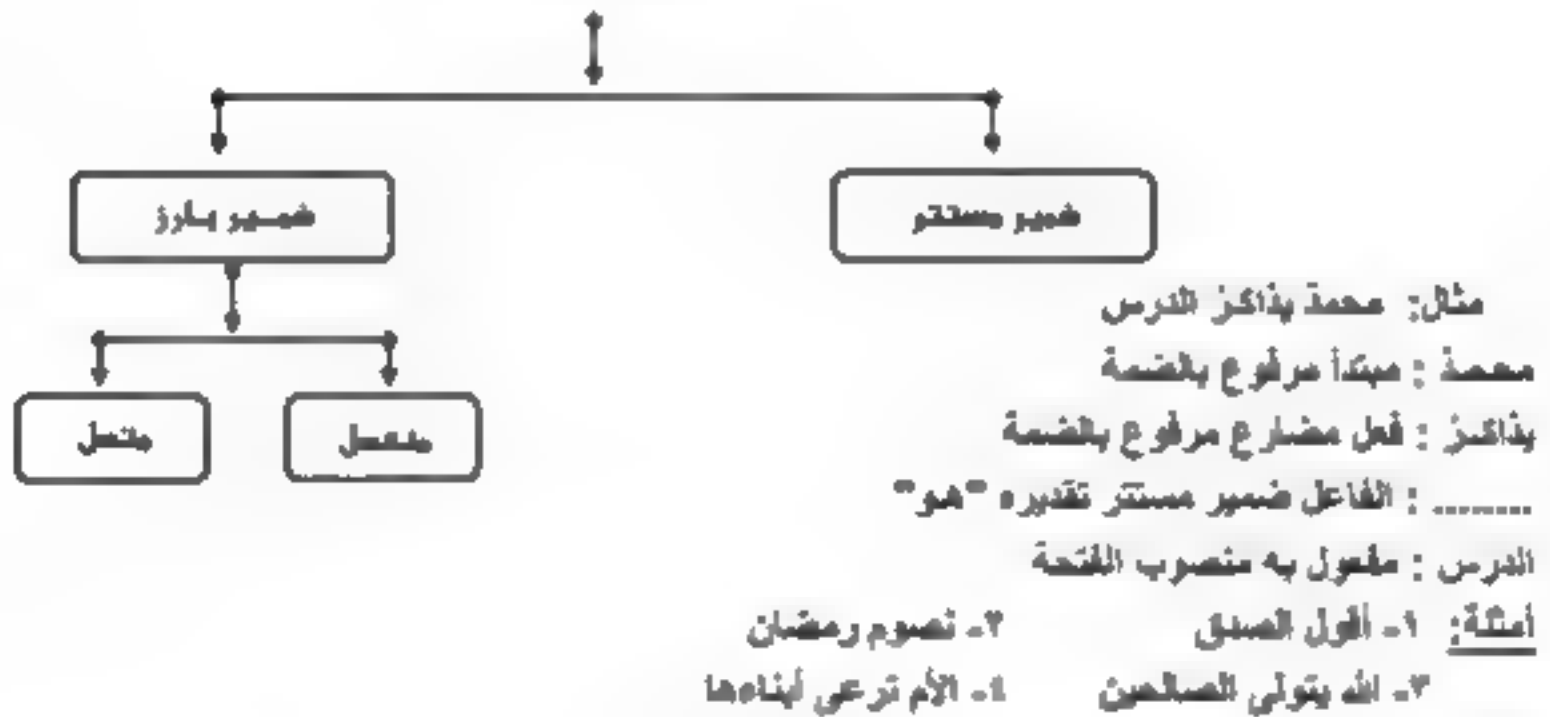 ضمير مستتر
ضمير بارز
منفصل
متصل
مثال: محمدٌ يذاكرُ الدرس
محمدٌ : مبتدأ مرفوع بالضمة
يذاكرُ : فعل مضارع مرفوع بالضمة
........ : الفاعل ضمير مستتر تقديره "هو"
الدرس : مفعول به منصوب الفتحة
أمثلة: ١- أقول الصدق ٢- نصوم رمضان
٣- الله يتولى الصالحين ٤- الأم ترعى أبناءها